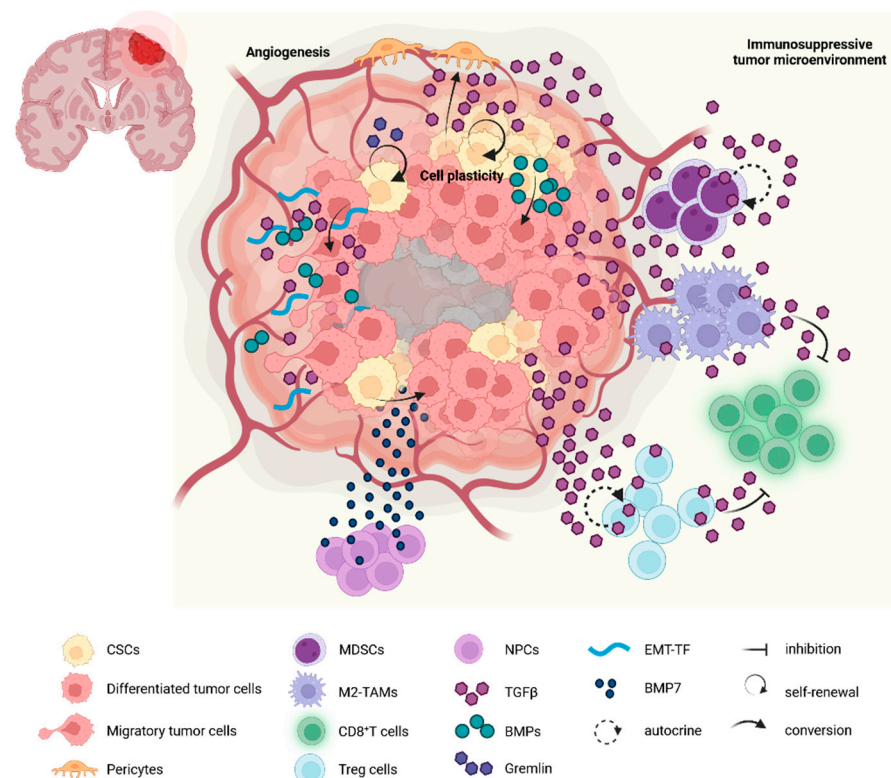 Angiogenesis
Immunosuppressive
tumor microenvironment
Cell plasticity
CSCs
MDSCs
NPCs
EMT-TF
inhibition
Differentiated tumor cells
M2-TAMs
TGFβ
BMP7
self-renewal
Migratory tumor cells
CD8⁺T cells
BMPs
autocrine
conversion
Pericytes
Treg cells
Gremlin